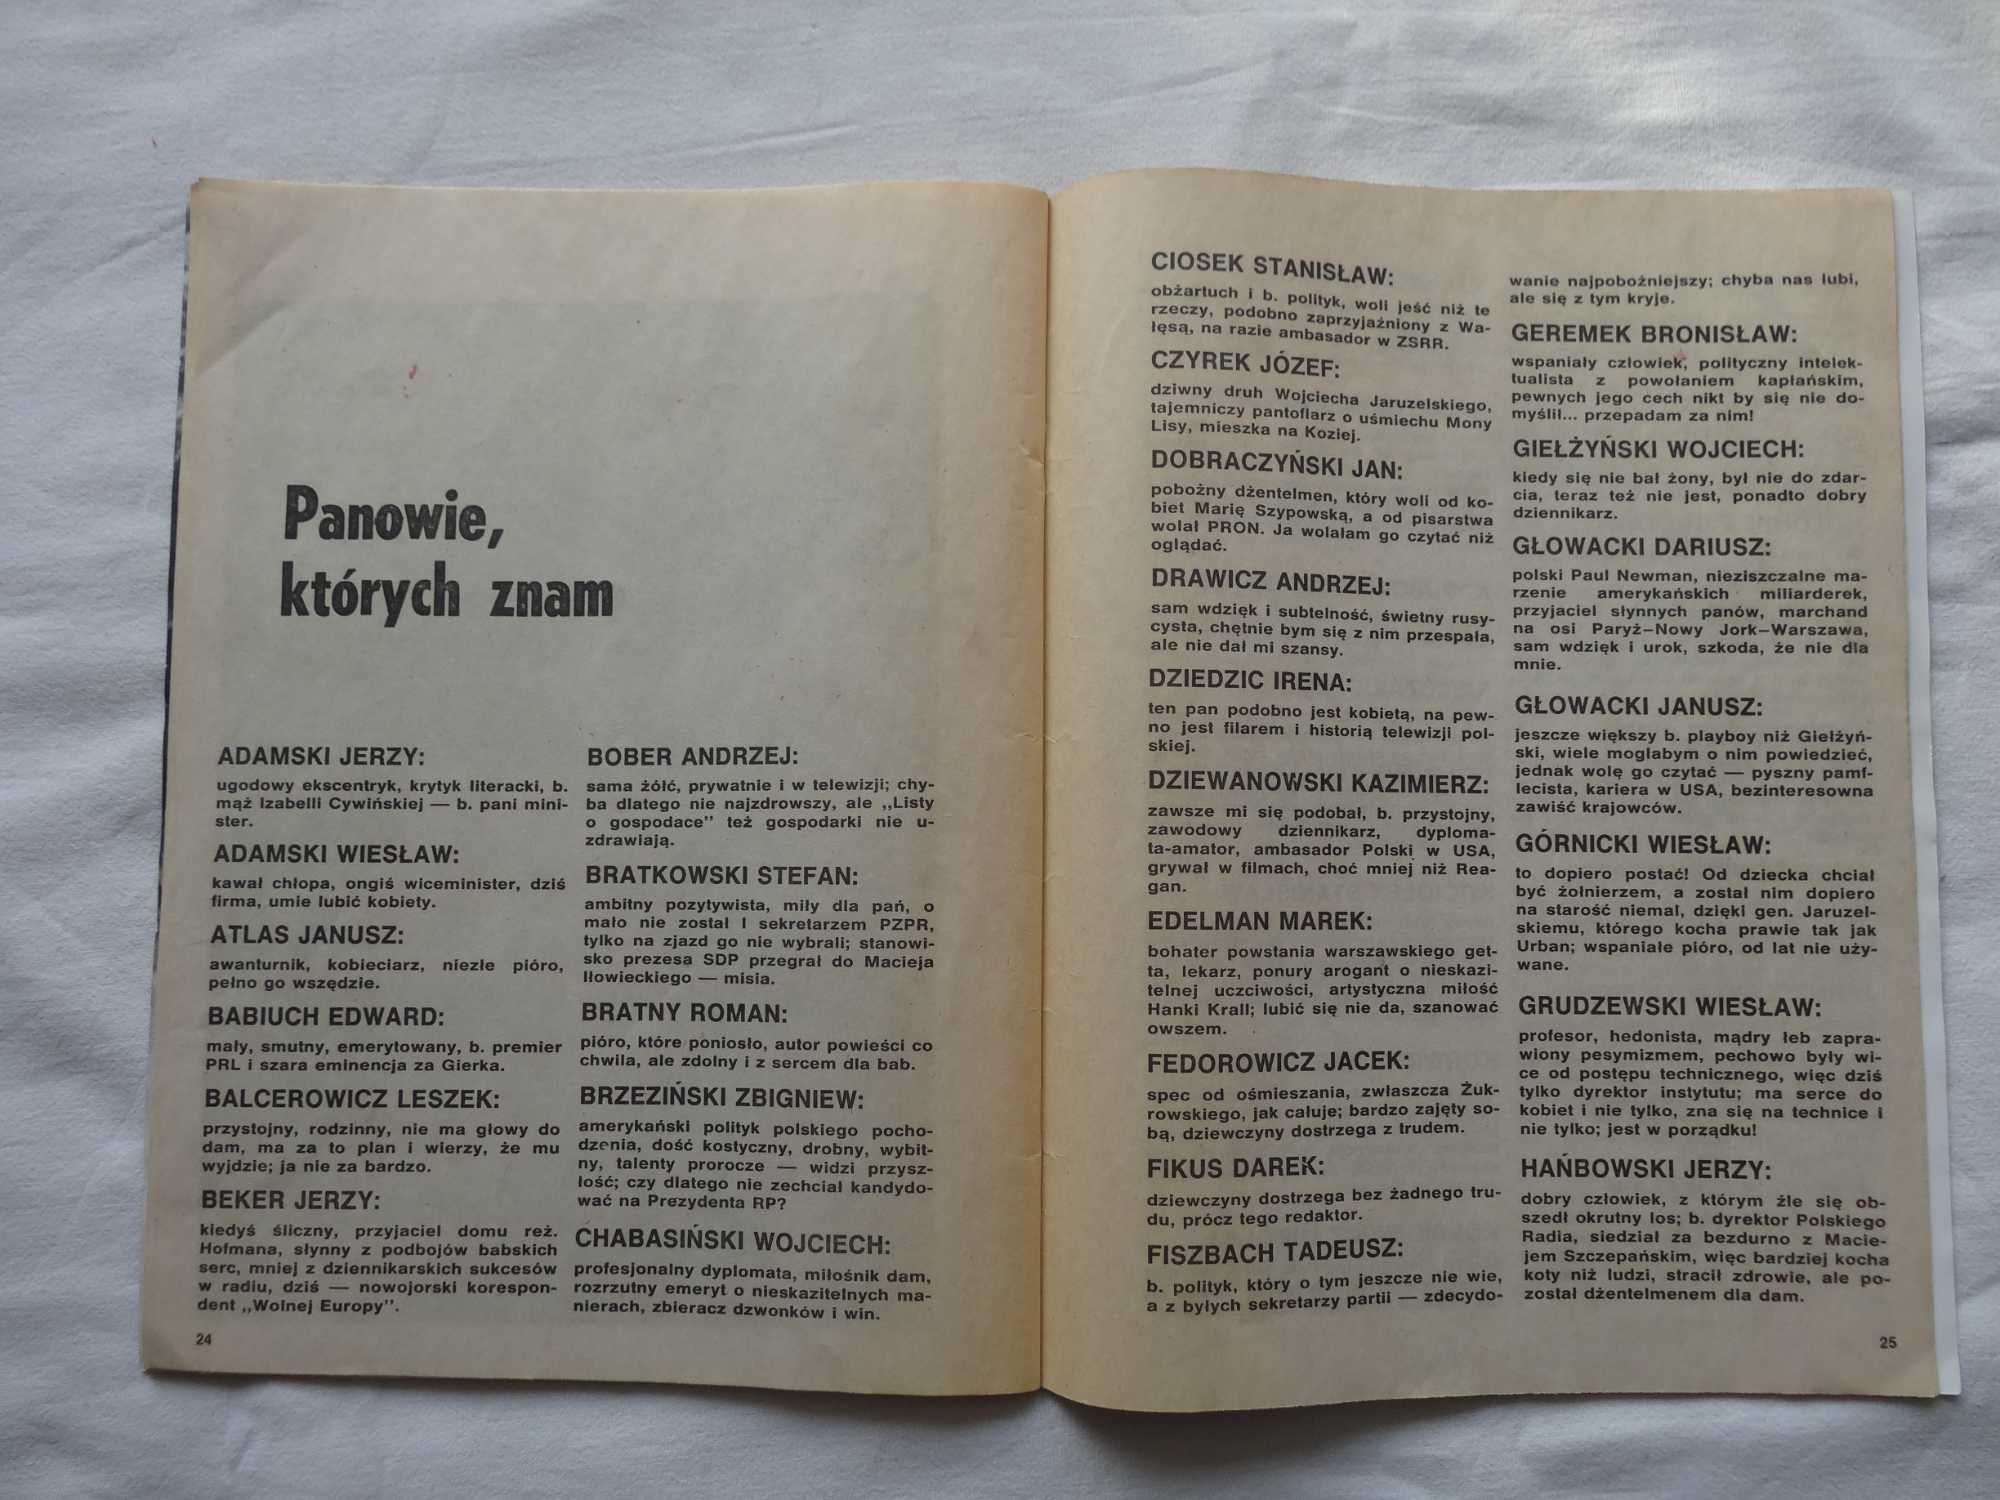 Panowie,
których znam
ADAMSKI JERZY:
ugodowy ekscentryk, krytyk literacki, b.
mąż Izabelli Cywińskiej — b. pani mini-
ster.
ADAMSKI WIESŁAW:
kawał chłopa, ongiś wiceminister, dziś
firma, umie lubić kobiety.
ATLAS JANUSZ:
awanturnik, kobieciarz, niezłe pióro,
pełno go wszędzie.
BABIUCH EDWARD:
mały, smutny, emerytowany, b. premier
PRL i szara eminencja za Gierka.
BALCEROWICZ LESZEK:
przystojny, rodzinny, nie ma głowy do
dam, ma za to plan i wierzy, że mu
wyjdzie; ja nie za bardzo.
BEKER JERZY:
kiedyś śliczny, przyjaciel domu reż.
Hofmana, słynny z podbojów babskich
serc, mniej z dziennikarskich sukcesów
w radiu, dziś — nowojorski korespon-
dent „Wolnej Europy".
24
BOBER ANDRZEJ:
sama żółć, prywatnie i w telewizji; chy-
ba dlatego nie najzdrowszy, ale „Listy
o gospodace" też gospodarki nie u-
zdrawiają.
BRATKOWSKI STEFAN:
ambitny pozytywista, miły dla pań, o
mało nie został I sekretarzem PZPR,
tylko na zjazd go nie wybrali; stanowi-
sko prezesa SDP przegrał do Macieja
Iłowieckiego — misia.
BRATNY ROMAN:
pióro, które poniosło, autor powieści co
chwila, ale zdolny i z sercem dla bab.
BRZEZIŃSKI ZBIGNIEW:
amerykański polityk polskiego pocho-
dzenia, dość kostyczny, drobny, wybit-
ny, talenty prorocze — widzi przysz-
łość; czy dlatego nie zechciał kandydo-
wać na Prezydenta RP?
CHABASIŃSKI WOJCIECH:
profesjonalny dyplomata, miłośnik dam,
rozrzutny emeryt o nieskazitelnych ma-
nierach, zbieracz dzwonków i win.
CIOSEK STANISŁAW:
obżartuch i b. polityk, woli jeść niż te
rzeczy, podobno zaprzyjaźniony z Wa-
łęsą, na razie ambasador w ZSRR.
CZYREK JÓZEF:
dziwny druh Wojciecha Jaruzelskiego,
tajemniczy pantoflarz o uśmiechu Mony
Lisy, mieszka na Koziej.
DOBRACZYŃSKI JAN:
pobożny dżentelmen, który woli od ko-
biet Marię Szypowską, a od pisarstwa
wolał PRON. Ja wolałam go czytać niż
oglądać.
DRAWICZ ANDRZEJ:
sam wdzięk i subtelność, świetny rusy-
cysta, chętnie bym się z nim przespała,
ale nie dał mi szansy.
DZIEDZIC IRENA:
ten pan podobno jest kobietą, na pew-
no jest filarem i historią telewizji pol-
skiej.
DZIEWANOWSKI KAZIMIERZ:
zawsze mi się podobał, b. przystojny,
zawodowy dziennikarz, dyploma-
ta-amator, ambasador Polski w USA,
grywał w filmach, choć mniej niż Rea-
gan.
EDELMAN MAREK:
bohater powstania warszawskiego get-
ta, lekarz, ponury arogant o nieskazi-
telnej uczciwości, artystyczna miłość
Hanki Krall; lubić się nie da, szanować
owszem.
FEDOROWICZ JACEK:
spec od ośmieszania, zwłaszcza Żuk-
rowskiego, jak całuje; bardzo zajęty so-
bą, dziewczyny dostrzega z trudem.
FIKUS DAREK:
dziewczyny dostrzega bez żadnego tru-
du, prócz tego redaktor.
FISZBACH TADEUSZ:
b. polityk, który o tym jeszcze nie wie,
a z byłych sekretarzy partii — zdecydo-
wanie najpobożniejszy; chyba nas lubi,
ale się z tym kryje.
GEREMEK BRONISŁAW:
wspaniały człowiek, polityczny intelek-
tualista z powołaniem kapłańskim,
pewnych jego cech nikt by się nie do-
myślił... przepadam za nim!
GIEŁŻYŃSKI WOJCIECH:
kiedy się nie bał żony, był nie do zdar-
cia, teraz też nie jest, ponadto dobry
dziennikarz.
GŁOWACKI DARIUSZ:
polski Paul Newman, nieziszczalne ma-
rzenie amerykańskich miliarderek,
przyjaciel słynnych panów, marchand
na osi Paryż–Nowy Jork–Warszawa,
sam wdzięk i urok, szkoda, że nie dla
mnie.
GŁOWACKI JANUSZ:
jeszcze większy b. playboy niż Giełżyń-
ski, wiele mogłabym o nim powiedzieć,
jednak wolę go czytać — pyszny pamf-
lecista, kariera w USA, bezinteresowna
zawiść krajowców.
GÓRNICKI WIESŁAW:
to dopiero postać! Od dziecka chciał
być żołnierzem, a został nim dopiero
na starość niemal, dzięki gen. Jaruzel-
skiemu, którego kocha prawie tak jak
Urban; wspaniałe pióro, od lat nie uży-
wane.
GRUDZEWSKI WIESŁAW:
profesor, hedonista, mądry łeb zapra-
wiony pesymizmem, pechowo były wi-
ce od postępu technicznego, więc dziś
tylko dyrektor instytutu; ma serce do
kobiet i nie tylko, zna się na technice i
nie tylko; jest w porządku!
HAŃBOWSKI JERZY:
dobry człowiek, z którym źle się ob-
szedł okrutny los; b. dyrektor Polskiego
Radia, siedział za bezdurno z Macie-
jem Szczepańskim, więc bardziej kocha
koty niż ludzi, stracił zdrowie, ale po-
został dżentelmenem dla dam.
25